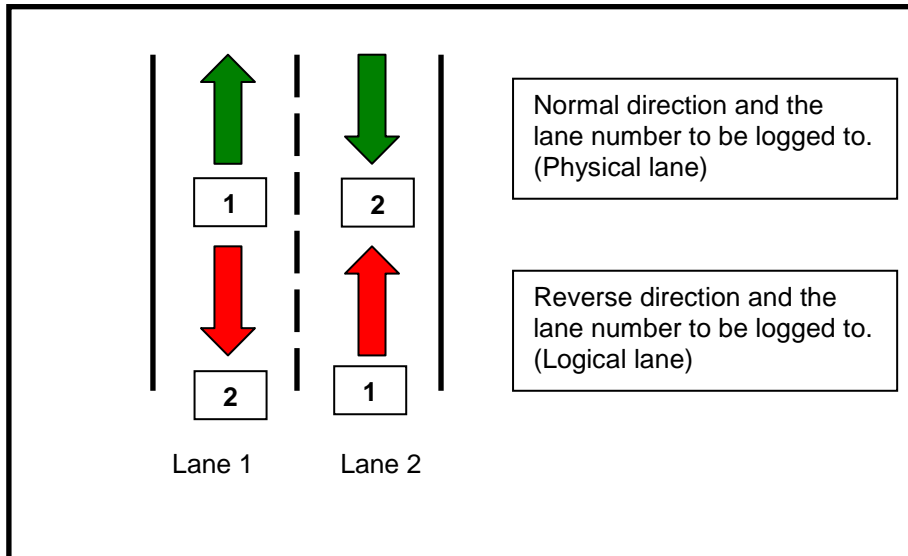 Normal direction and the
lane number to be logged to.
(Physical lane)
1
2
Reverse direction and the
lane number to be logged to.
(Logical lane)
2
1
Lane 1
Lane 2